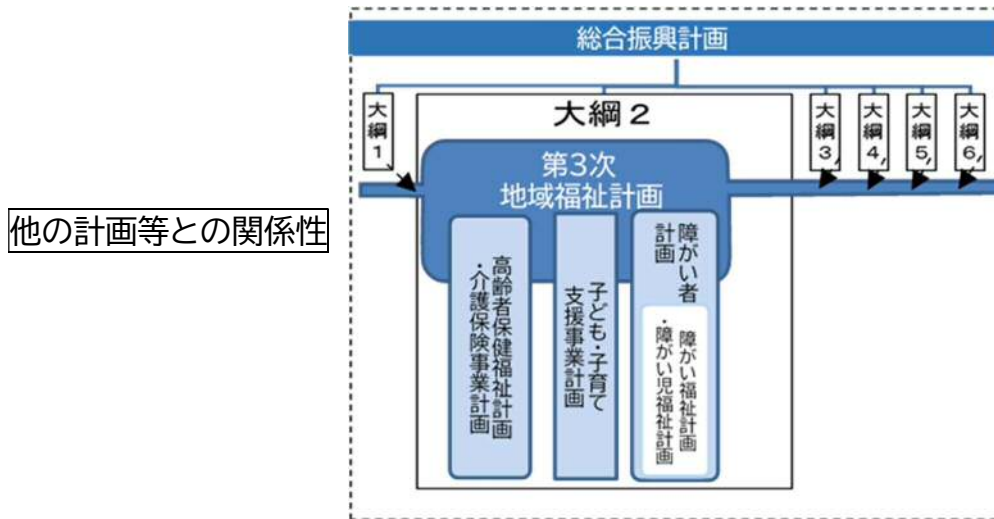 総合振興計画
大綱1
大綱2
大綱3
大綱4
大綱5
大綱6
第3次
地域福祉計画
他の計画等との関係性
高齢者保健福祉計画
・介護保険事業計画
子ども・子育て
支援事業計画
障がい者
計画
障がい福祉計画
・障がい児福祉計画